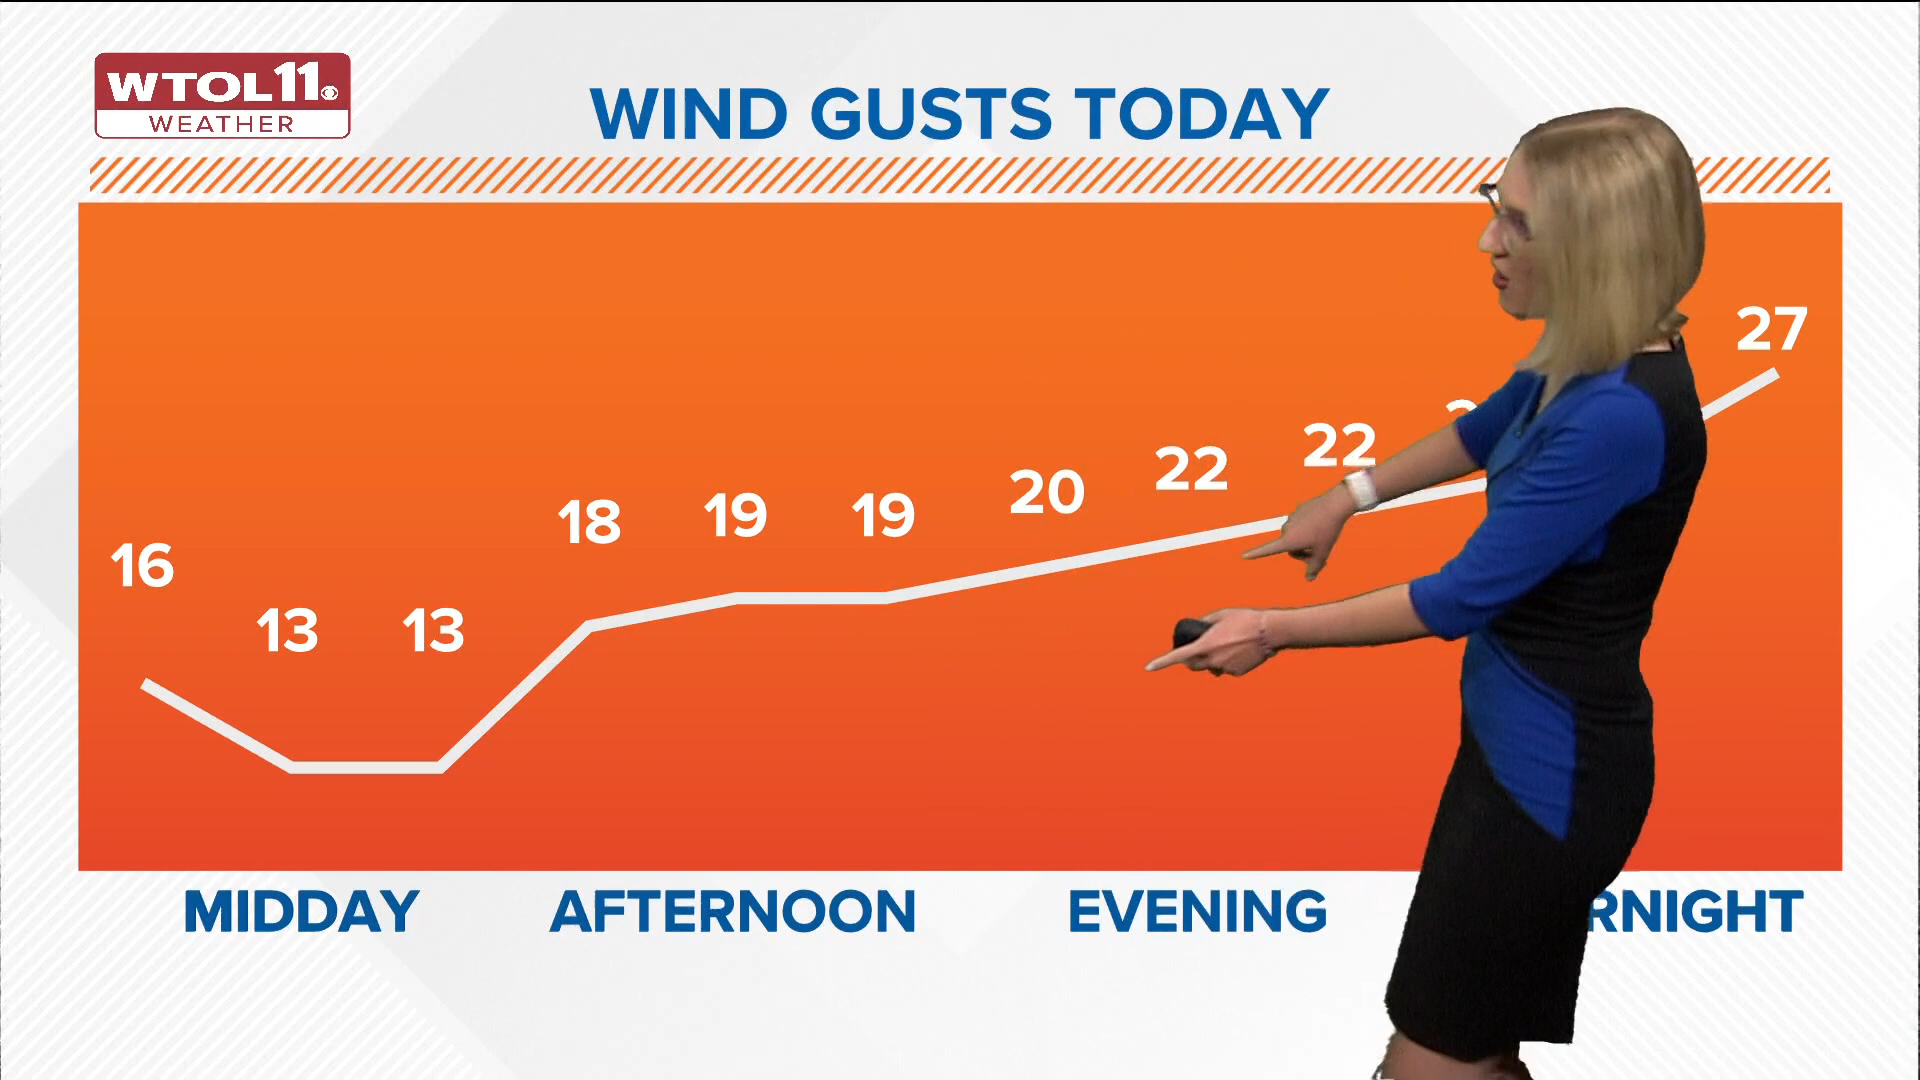 WTOL11
WEATHER
WIND GUSTS TODAY
16 13 13 18 19 19 20 22 22 27
MIDDAY AFTERNOON EVENING RNIGHT